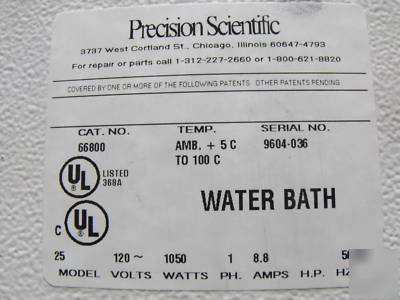 Precision Scientific
3737 West Cortland St., Chicago, Illinois 60647-4793
For repair or parts call 1-312-227-2660 or 1-800-621-8820
COVERED BY ONE OR MORE OF THE FOLLOWING PATENTS OTHER PATENTS PENDING
CAT. NO. TEMP. SERIAL NO.
66800 AMB. + 5 C 9604-036
TO 100 C
UL LISTED
368A
C UL WATER BATH
25 120~ 1050 1 8.8
MODEL VOLTS WATTS PH. AMPS H.P. HZ